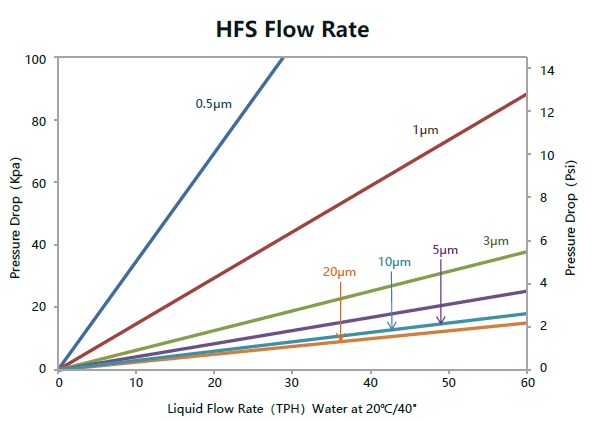 HFS Flow Rate
100
80
60
40
20
0
14
12
10
8
6
4
2
0
Pressure Drop (Kpa)
Pressure Drop (Psi)
0.5μm
1μm
3μm
5μm
10μm
20μm
0 10 20 30 40 50 60
Liquid Flow Rate (TPH) Water at 20℃/40"